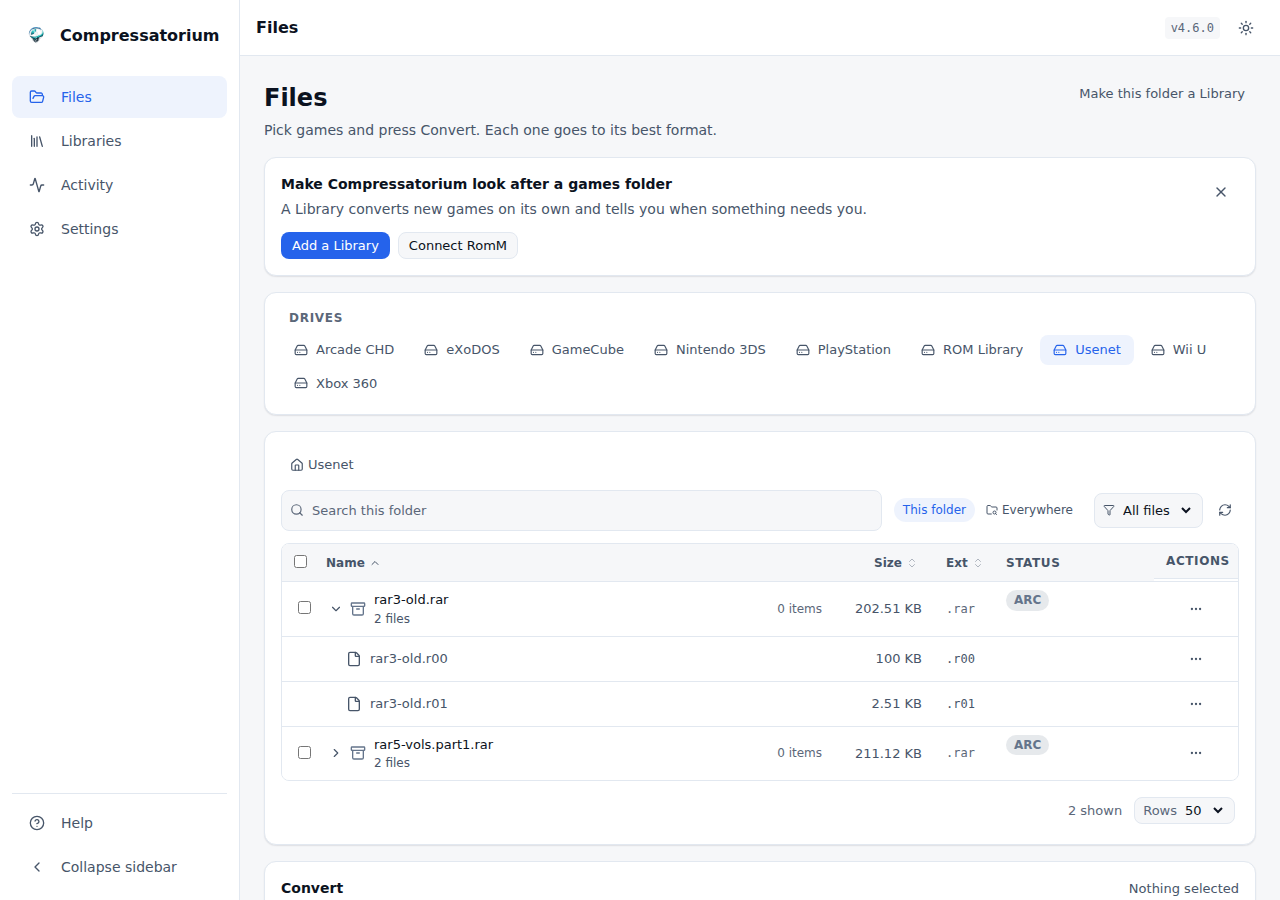 Compressatorium
Files
Libraries
Activity
Settings
Help
Collapse sidebar
Files
v4.6.0
Files
Make this folder a Library
Pick games and press Convert. Each one goes to its best format.
Make Compressatorium look after a games folder
A Library converts new games on its own and tells you when something needs you.
Add a Library
Connect RomM
DRIVES
Arcade CHD
eXoDOS
GameCube
Nintendo 3DS
PlayStation
ROM Library
Usenet
Wii U
Xbox 360
Usenet
Search this folder
This folder
Everywhere
All files
Name Size Ext STATUS ACTIONS
rar3-old.rar 0 items 202.51 KB .rar ARC
2 files
rar3-old.r00 100 KB .r00
rar3-old.r01 2.51 KB .r01
rar5-vols.part1.rar 0 items 211.12 KB .rar ARC
2 files
2 shown Rows 50
Convert Nothing selected